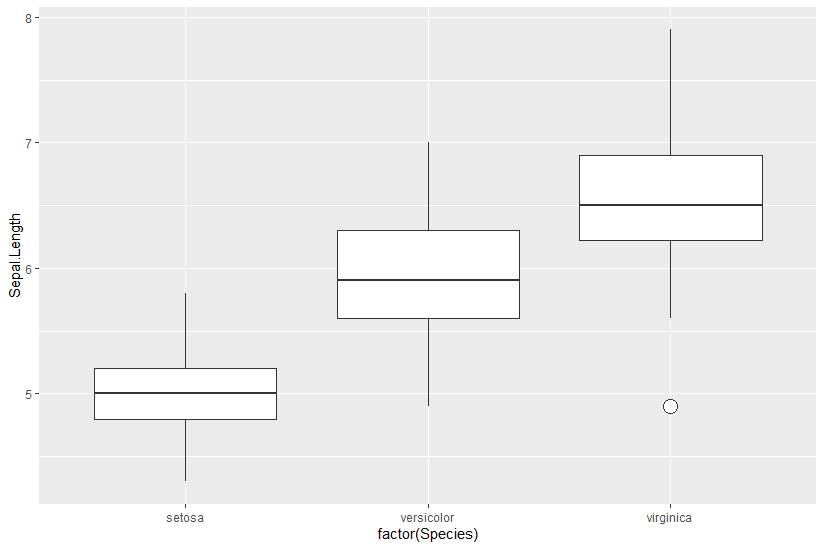 8
7
6
5
Sepal.Length
setosa
versicolor
virginica
factor(Species)